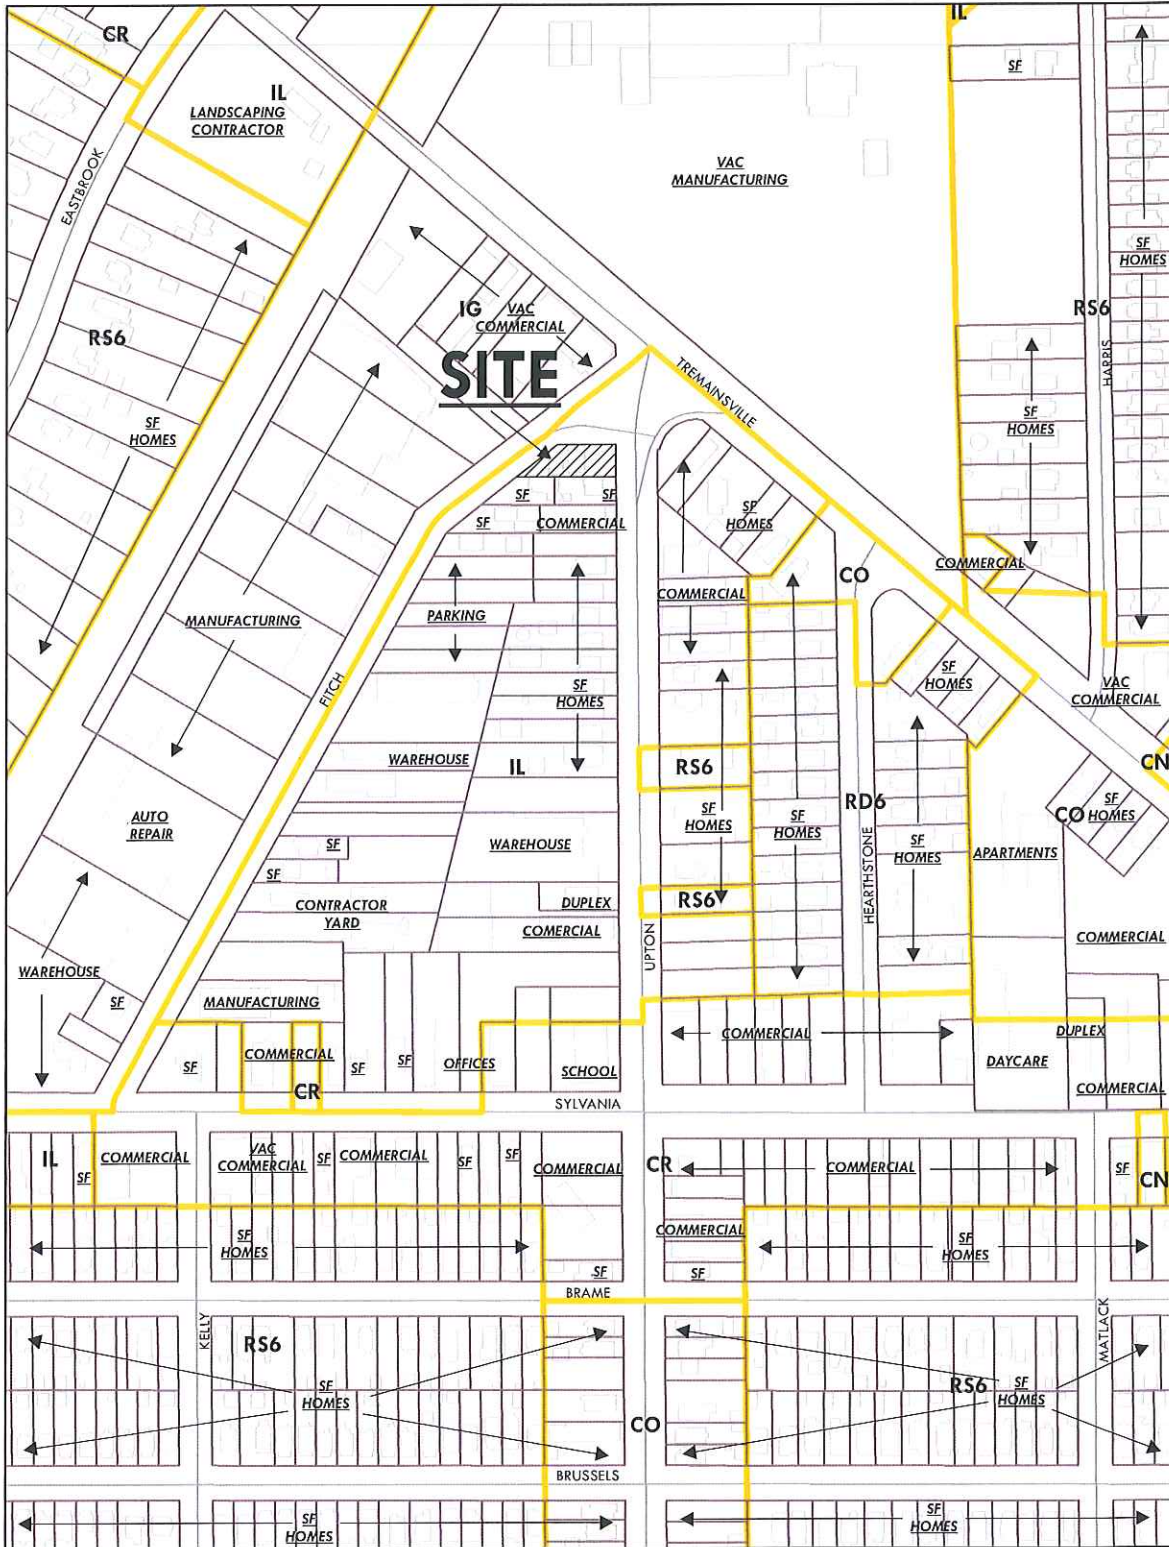 CR
IL
IL
LANDSCAPING
CONTRACTOR
SF
EASTBROOK
VAC
MANUFACTURING
SF
HOMES
RS6
RS6
HARRIS
IG
VAC
COMMERCIAL
SITE
TREMAINSVILLE
SF
HOMES
SF
HOMES
SF
SF
SF
COMMERCIAL
SF
HOMES
COMMERCIAL
CO
COMMERCIAL
MANUFACTURING
PARKING
FITCH
SF
HOMES
SF
HOMES
VAC
COMMERCIAL
WAREHOUSE
IL
RS6
CN
RD6
AUTO
REPAIR
SF
HOMES
SF
HOMES
SF
HOMES
CO
SF
HOMES
SF
WAREHOUSE
APARTMENTS
SF
HEARTHSTONE
CONTRACTOR
YARD
DUPLEX
RS6
COMERCIAL
UPTON
COMMERCIAL
WAREHOUSE
SF
MANUFACTURING
COMMERCIAL
DUPLEX
SF
COMMERCIAL
SF
SF
OFFICES
SCHOOL
DAYCARE
CR
COMMERCIAL
SYLVANIA
IL
SF
COMMERCIAL
VAC
COMMERCIAL
SF
COMMERCIAL
SF
SF
COMMERCIAL
CR
COMMERCIAL
SF
CN
SF
HOMES
COMMERCIAL
SF
HOMES
SF
SF
BRAME
KELLY
MATLACK
RS6
SF
HOMES
RS6
SF
HOMES
CO
BRUSSELS
SF
HOMES
SF
HOMES